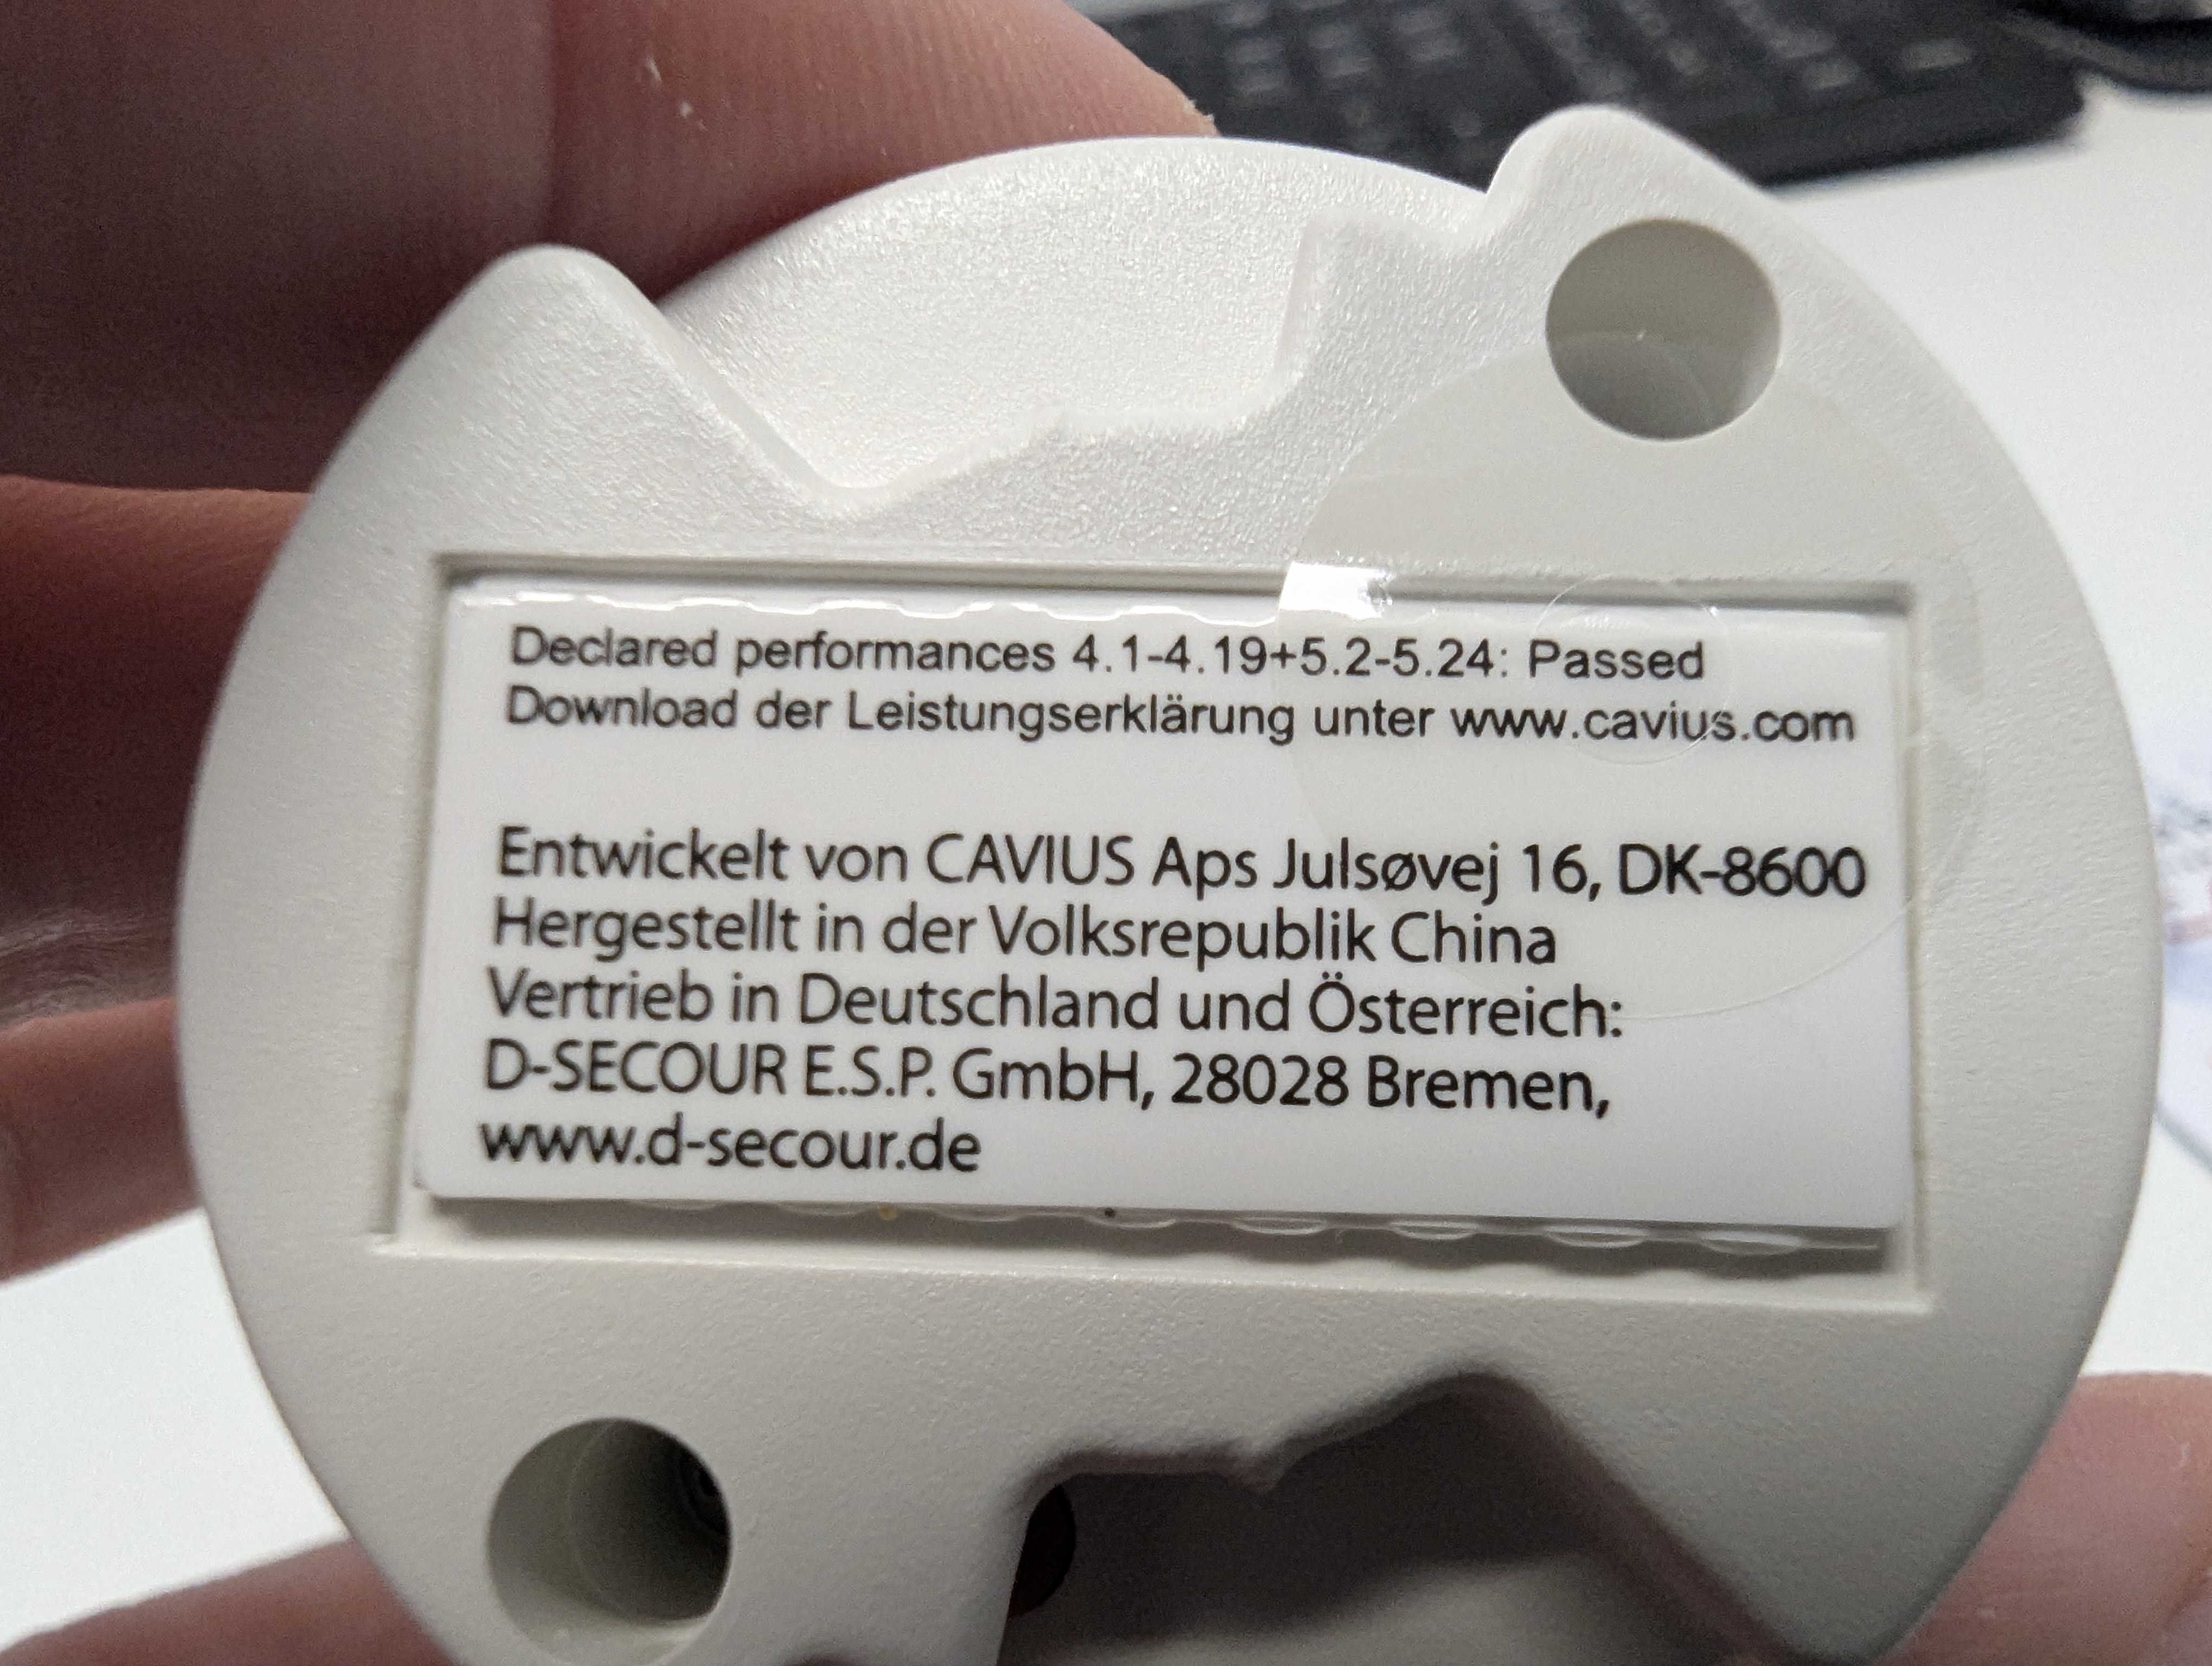 Declared performances 4.1-4.19+5.2-5.24: Passed
Download der Leistungserklärung unter www.cavius.com
Entwickelt von CAVIUS Aps Julsøvej 16, DK-8600
Hergestellt in der Volksrepublik China
Vertrieb in Deutschland und Österreich:
D-SECOUR E.S.P. GmbH, 28028 Bremen,
www.d-secour.de